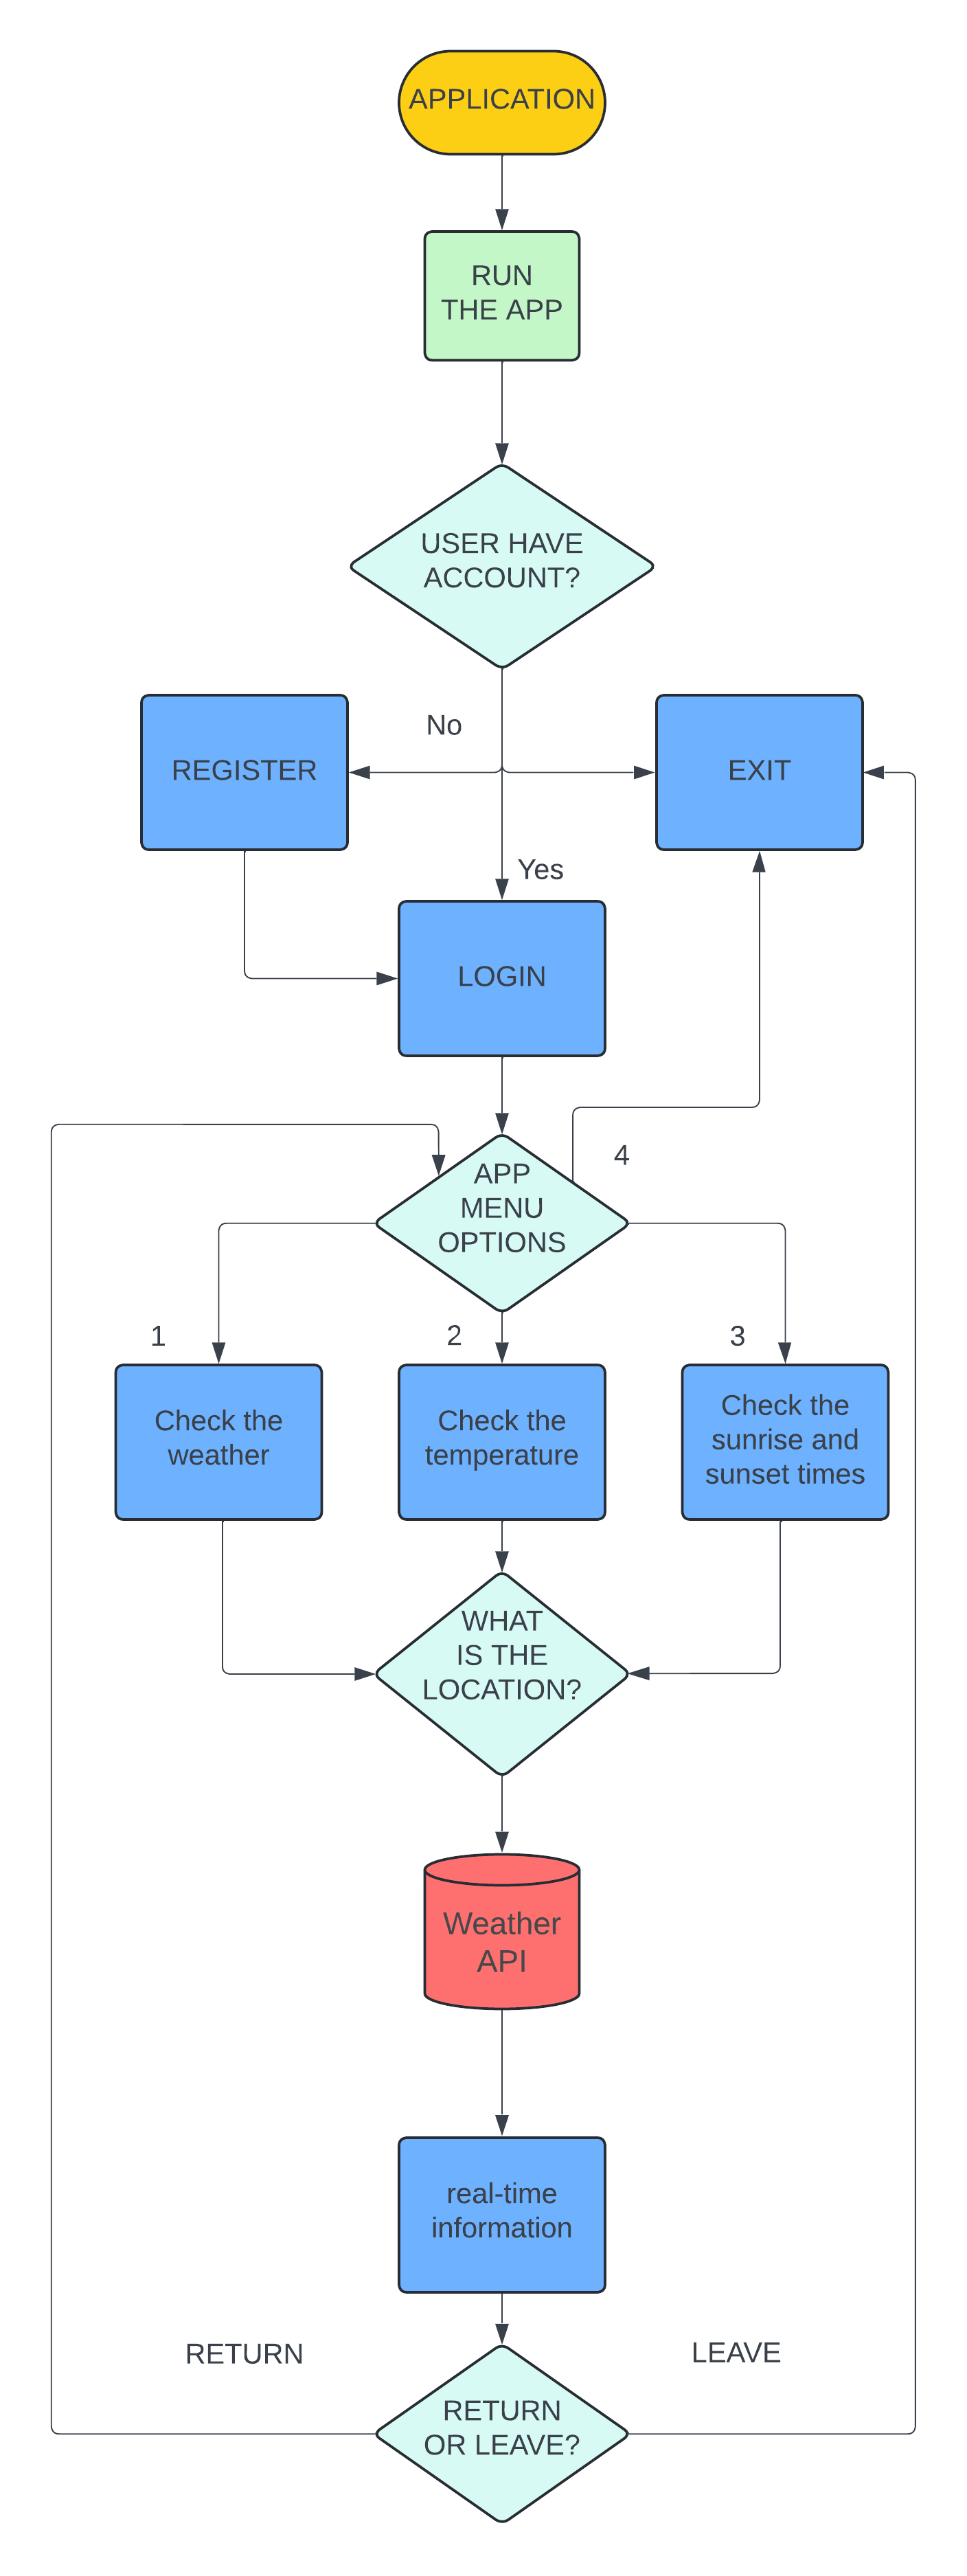 APPLICATION
RUN
THE APP
USER HAVE
ACCOUNT?
No
REGISTER
EXIT
Yes
LOGIN
4
APP
MENU
OPTIONS
1
2
3
Check the
weather
Check the
temperature
Check the
sunrise and
sunset times
WHAT
IS THE
LOCATION?
Weather
API
real-time
information
RETURN
LEAVE
RETURN
OR LEAVE?